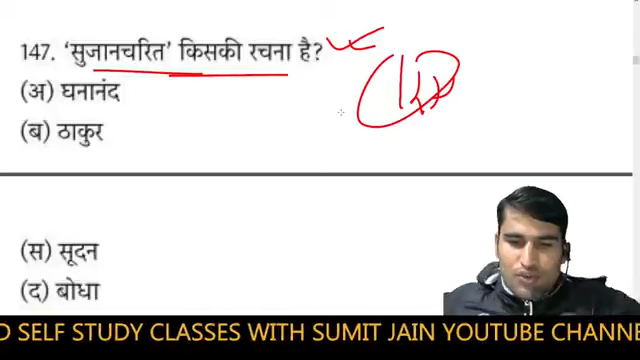 147. ‘सुजानचरित’ किसकी रचना है?
(अ) घनानंद
(ब) ठाकुर
(स) सूदन
(द) बोधा
D SELF STUDY CLASSES WITH SUMIT JAIN YOUTUBE CHANNE